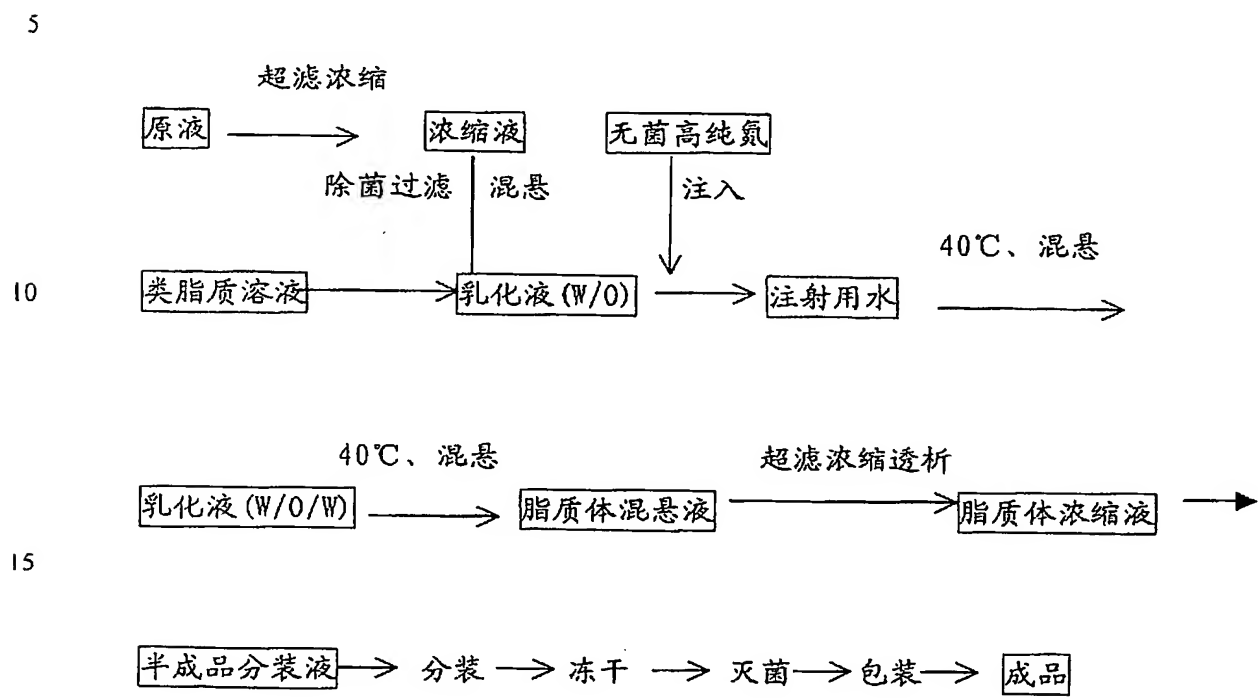 5
超滤浓缩
原液 浓缩液 无菌高纯氮
除菌过滤 混悬 注入
40℃、混悬
10 类脂质溶液 乳化液(W/O) 注射用水
40℃、混悬 超滤浓缩透析
乳化液(W/O/W) 脂质体混悬液 脂质体浓缩液
15
半成品分装液 分装 冻干 灭菌 包装 成品